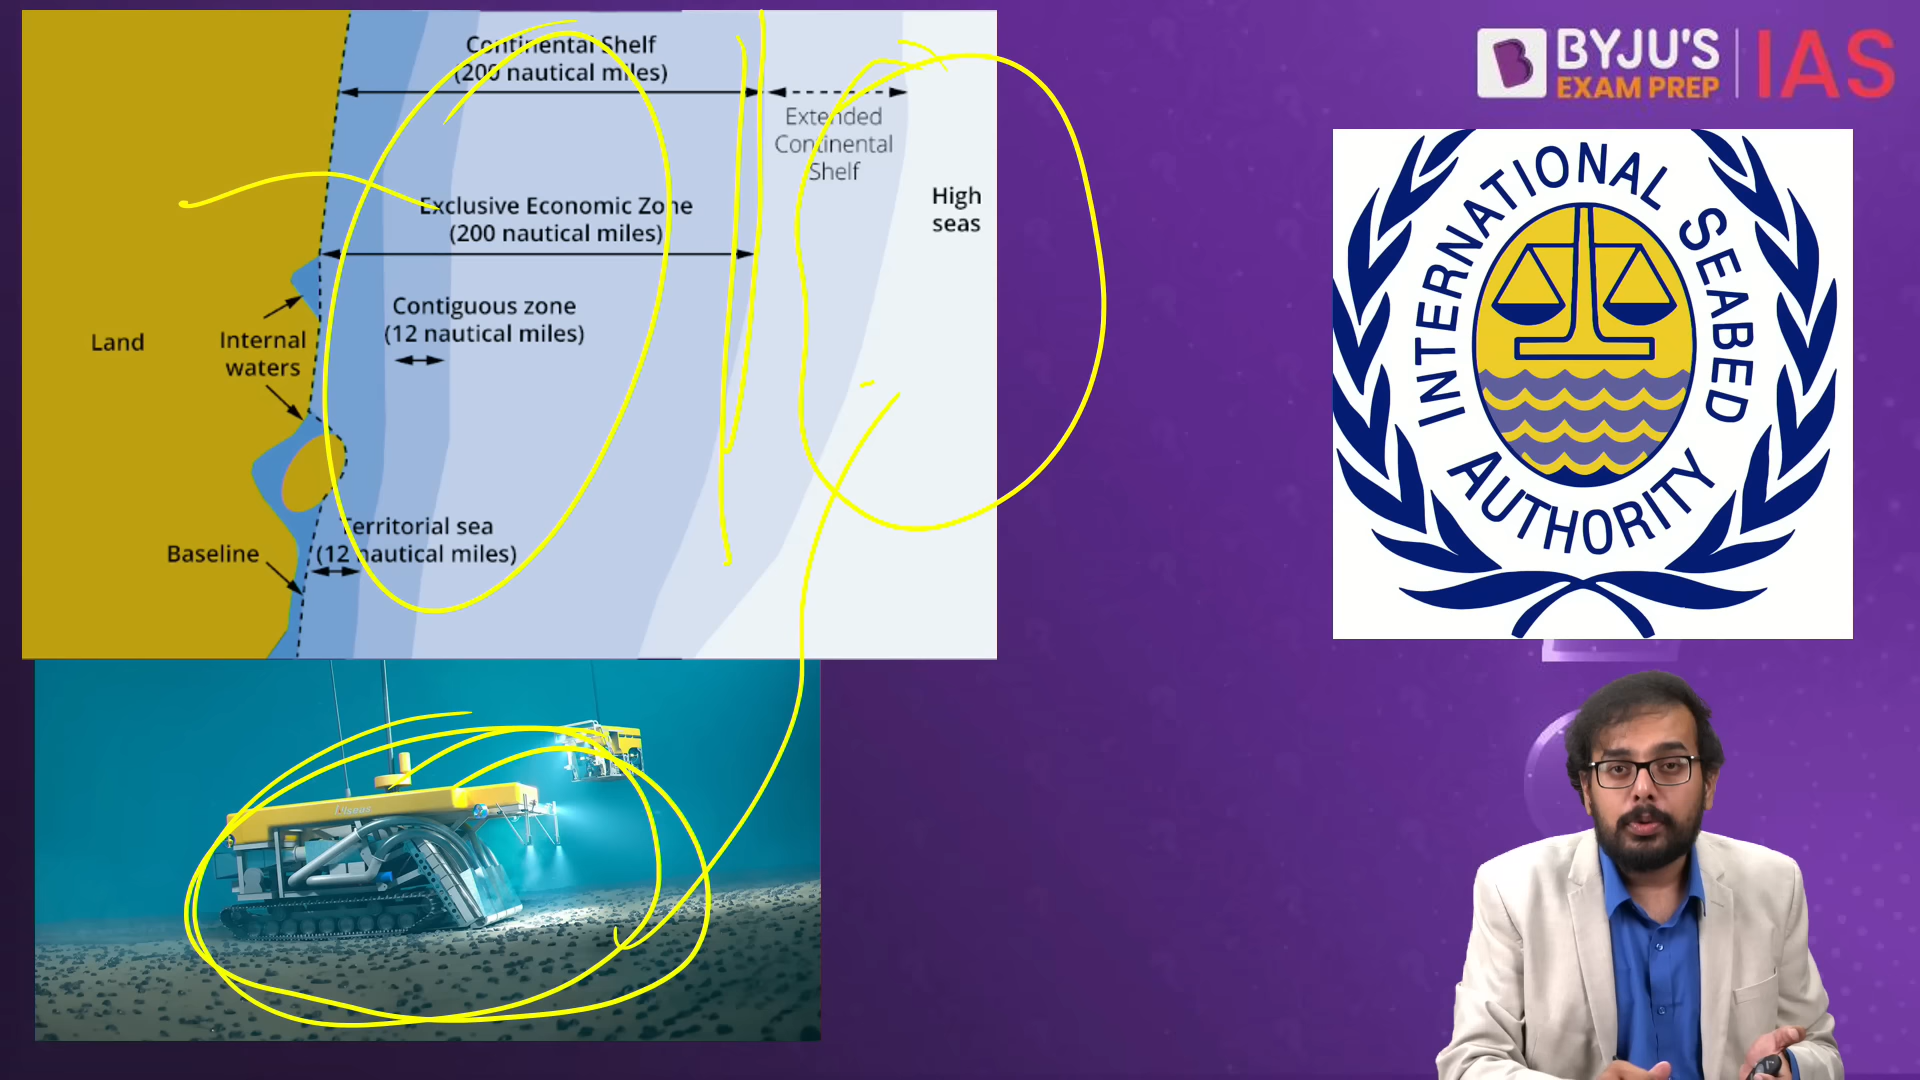 Continental Shelf
(200 nautical miles)
Extended
Continental
Shelf
Exclusive Economic Zone
(200 nautical miles)
High
seas
Contiguous zone
(12 nautical miles)
Land
Internal
waters
Territorial sea
(12 nautical miles)
Baseline
Allseas
BYJU'S
EXAM PREP
IAS
INTERNATIONAL SEABED
AUTHORITY